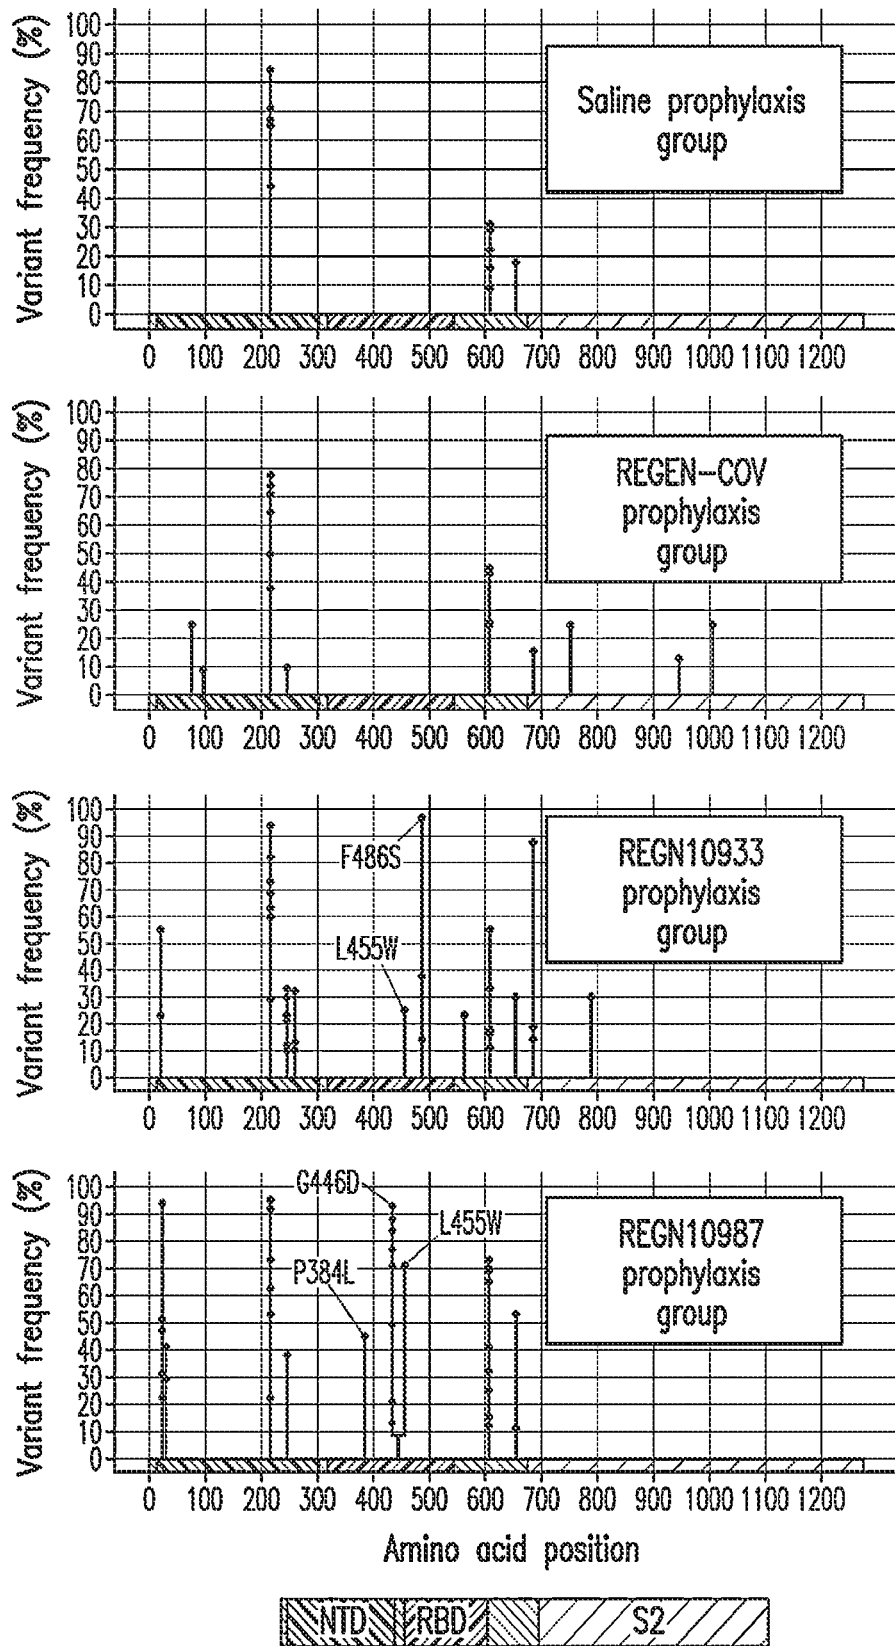 Variant frequency (%)
100
90
80
70
60
50
40
30
20
10
0
Saline prophylaxis
group
0 100 200 300 400 500 600 700 800 900 1000 1100 1200
Variant frequency (%)
100
90
80
70
60
50
40
30
20
10
0
REGEN-COV
prophylaxis
group
0 100 200 300 400 500 600 700 800 900 1000 1100 1200
Variant frequency (%)
100
90
80
70
60
50
40
30
20
10
0
F486S
L455W
REGN10933
prophylaxis
group
0 100 200 300 400 500 600 700 800 900 1000 1100 1200
Variant frequency (%)
100
90
80
70
60
50
40
30
20
10
0
G446D
L455W
P384L
REGN10987
prophylaxis
group
0 100 200 300 400 500 600 700 800 900 1000 1100 1200
Amino acid position
NTD RBD S2